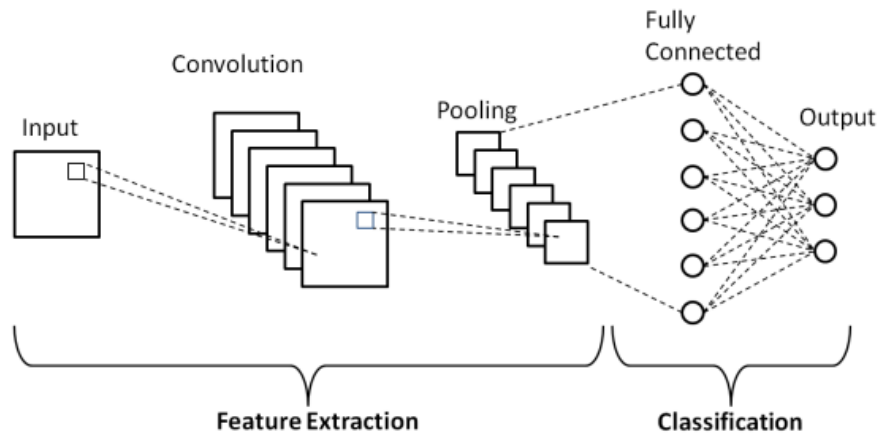 Input
Convolution
Pooling
Fully
Connected
Output
Feature Extraction
Classification